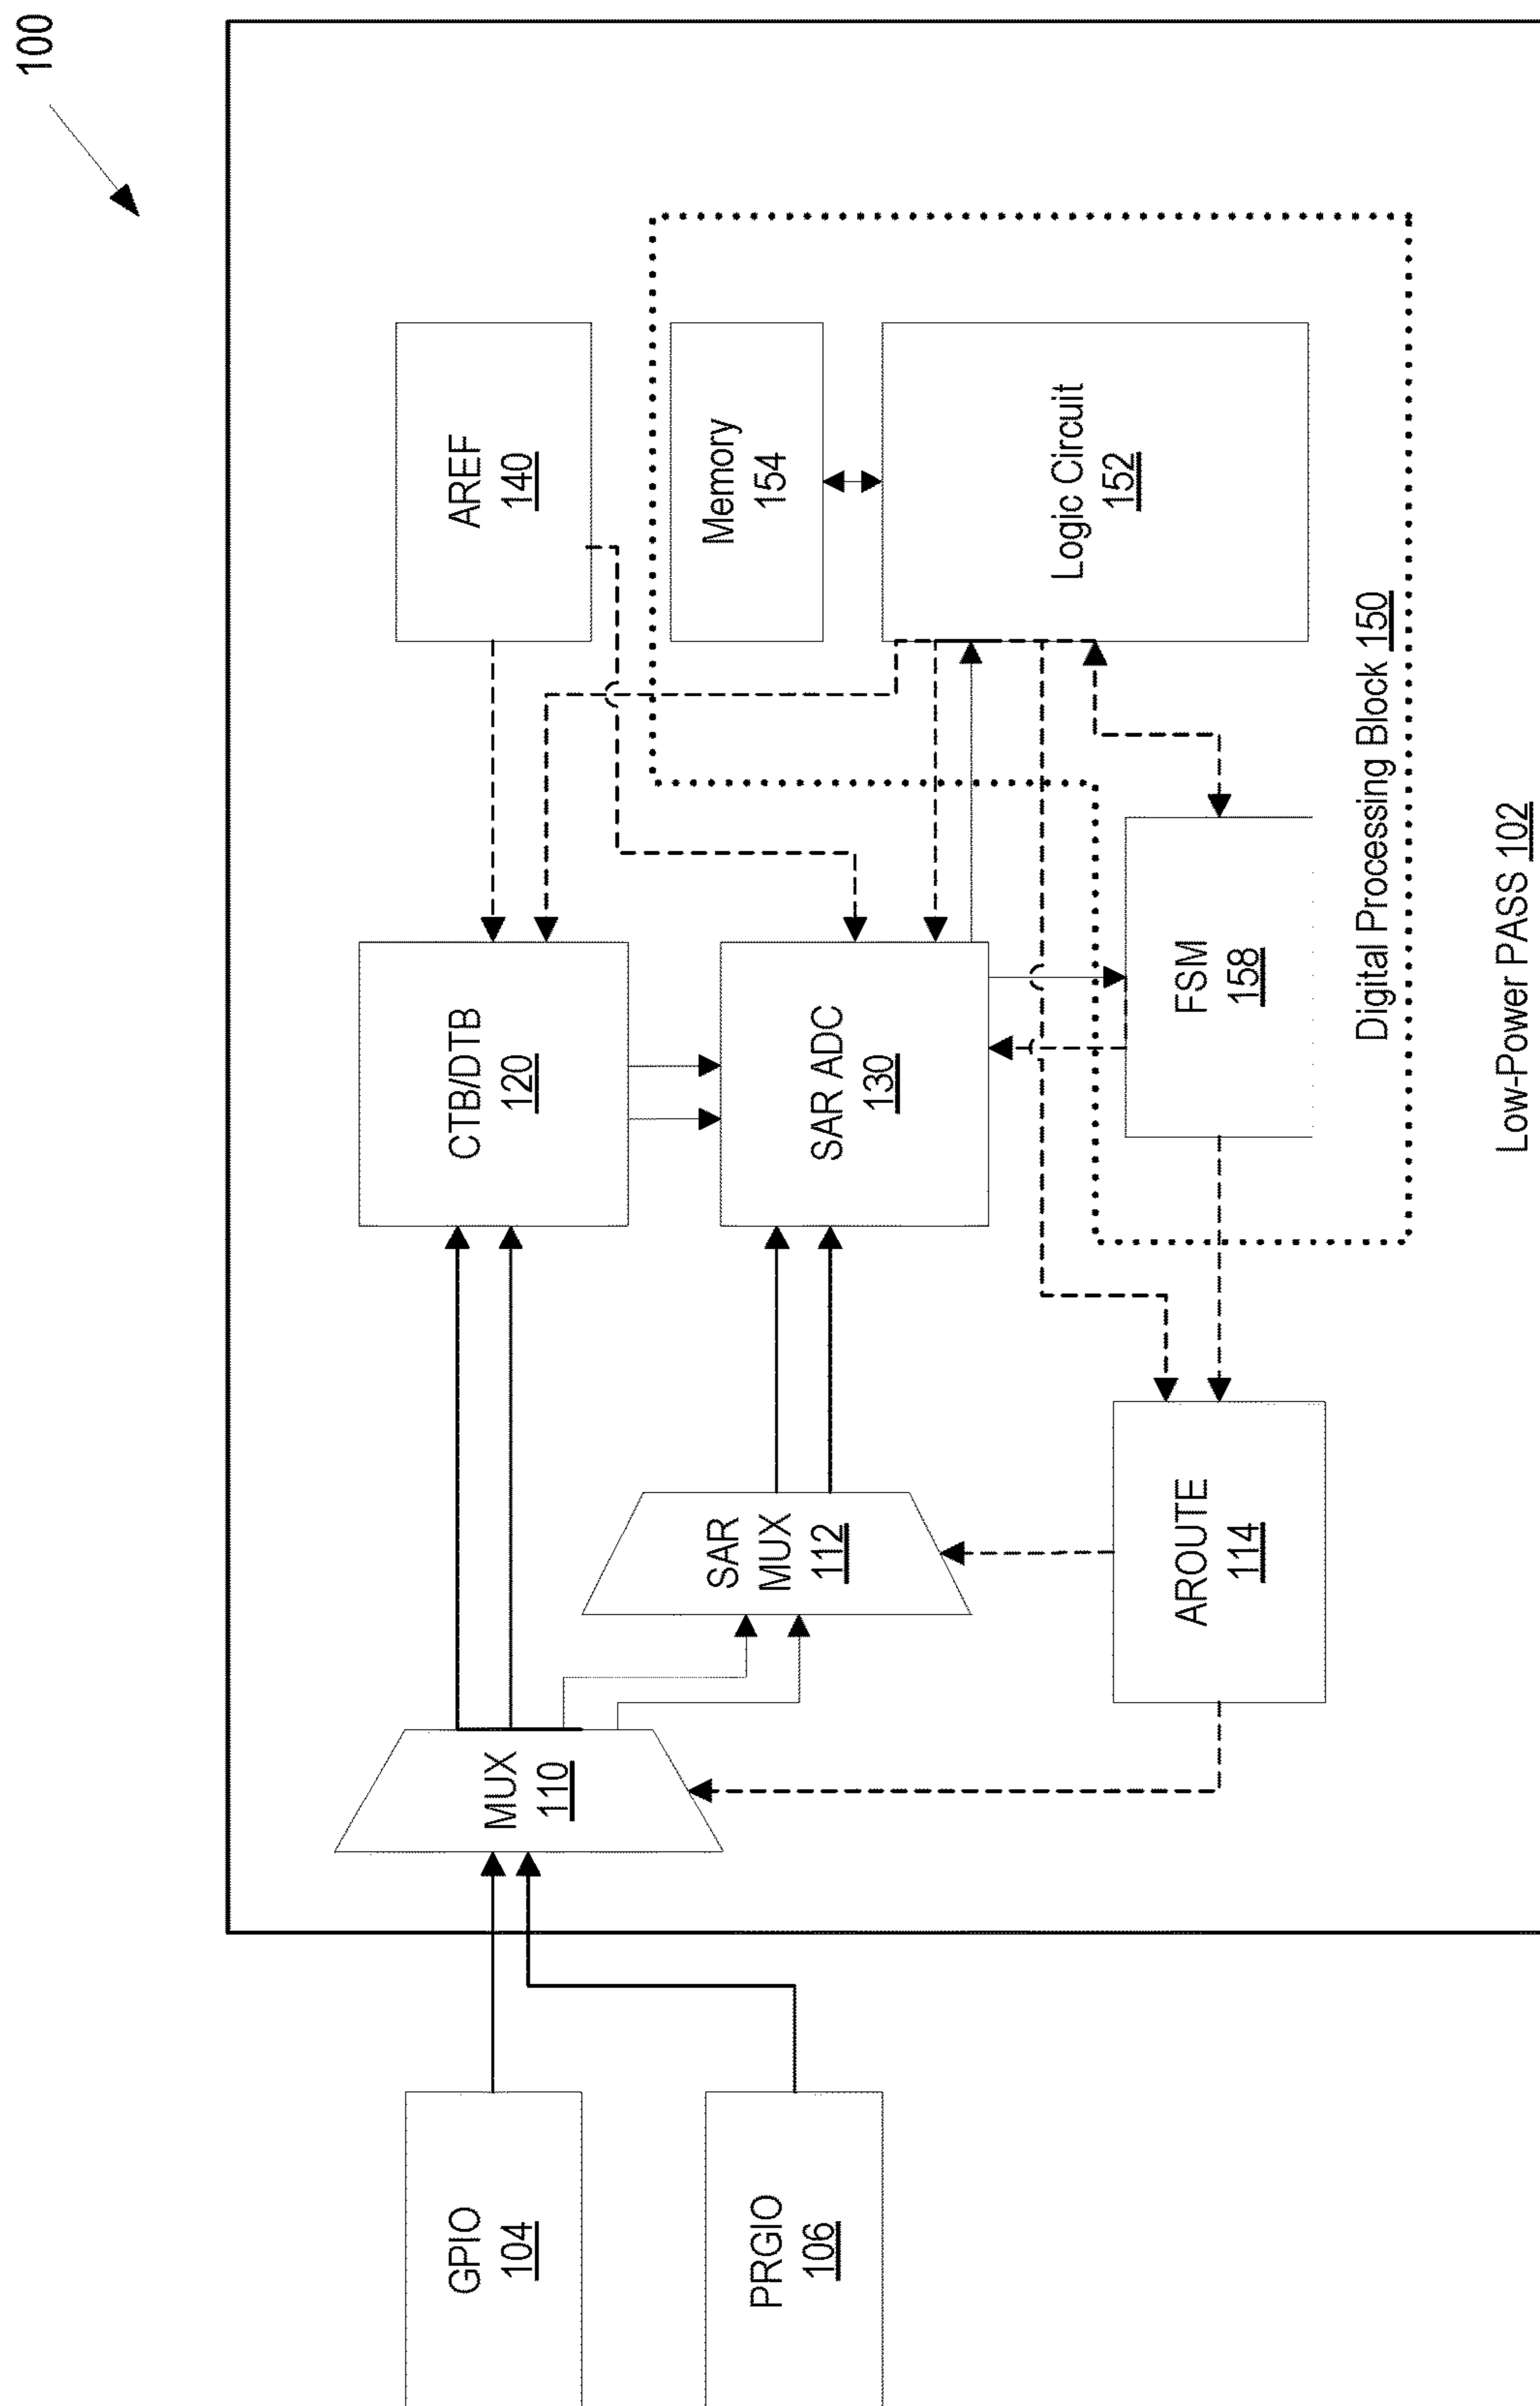 100
GPIO
104
PRGIO
106
MUX
110
SAR
MUX
112
AROUTE
114
CTB/DTB
120
SAR ADC
130
FSM
158
AREF
140
Memory
154
Logic Circuit
152
Digital Processing Block 150
Low-Power PASS 102